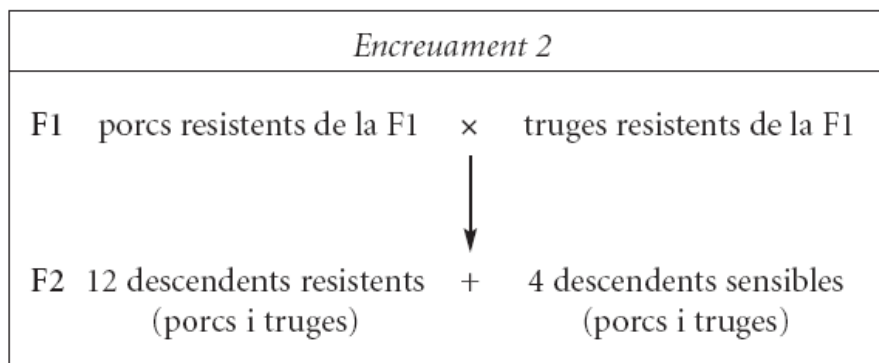 Encreuament 2
F1 porcs resistents de la F1 × truges resistents de la F1
F2 12 descendents resistents + 4 descendents sensibles
(porcs i truges) (porcs i truges)